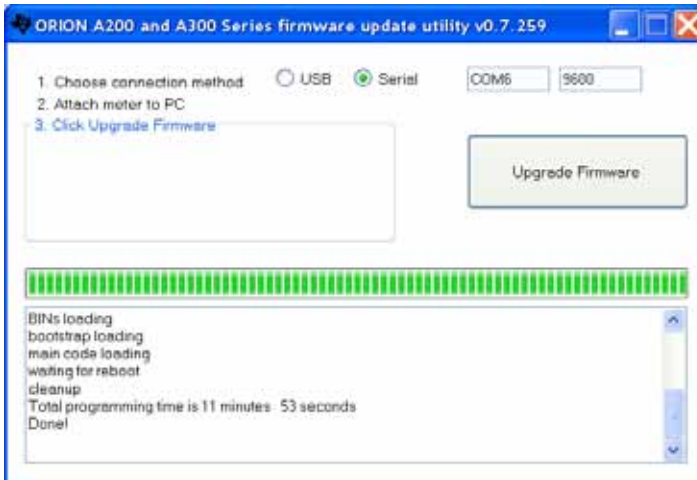 ORION A200 and A300 Series firmware update utility v0.7.259
1. Choose connection method USB Serial COM6 9600
2. Attach meter to PC
3. Click Upgrade Firmware
Upgrade Firmware
BINs loading
bootstrap loading
main code loading
waiting for reboot
cleanup
Total programming time is 11 minutes 53 seconds
Done!